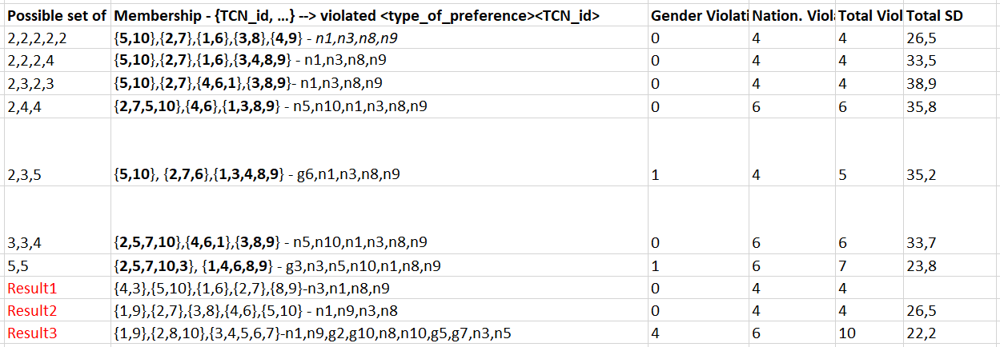 Possible set of Membership - {TCN_id, ...} --> violated <type_of_preference><TCN_id> Gender Violati Nation. Viola Total Viol Total SD
2,2,2,2,2 {5,10},{2,7},{1,6},{3,8},{4,9} - n1,n3,n8,n9 0 4 4 26,5
2,2,2,4 {5,10},{2,7},{1,6},{3,4,8,9} - n1,n3,n8,n9 0 4 4 33,5
2,3,2,3 {5,10},{2,7},{4,6,1},{3,8,9}- n1,n3,n8,n9 0 4 4 38,9
2,4,4 {2,7,5,10},{4,6},{1,3,8,9} - n5,n10,n1,n3,n8,n9 0 6 6 35,8
2,3,5 {5,10}, {2,7,6},{1,3,4,8,9} - g6,n1,n3,n8,n9 1 4 5 35,2
3,3,4 {2,5,7,10},{4,6,1},{3,8,9} - n5,n10,n1,n3,n8,n9 0 6 6 33,7
5,5 {2,5,7,10,3}, {1,4,6,8,9} - g3,n3,n5,n10,n1,n8,n9 1 6 7 23,8
Result1 {4,3},{5,10},{1,6},{2,7},{8,9}-n3,n1,n8,n9 0 4 4
Result2 {1,9},{2,7},{3,8},{4,6},{5,10} - n1,n9,n3,n8 0 4 4 26,5
Result3 {1,9},{2,8,10},{3,4,5,6,7}-n1,n9,g2,g10,n8,n10,g5,g7,n3,n5 4 6 10 22,2